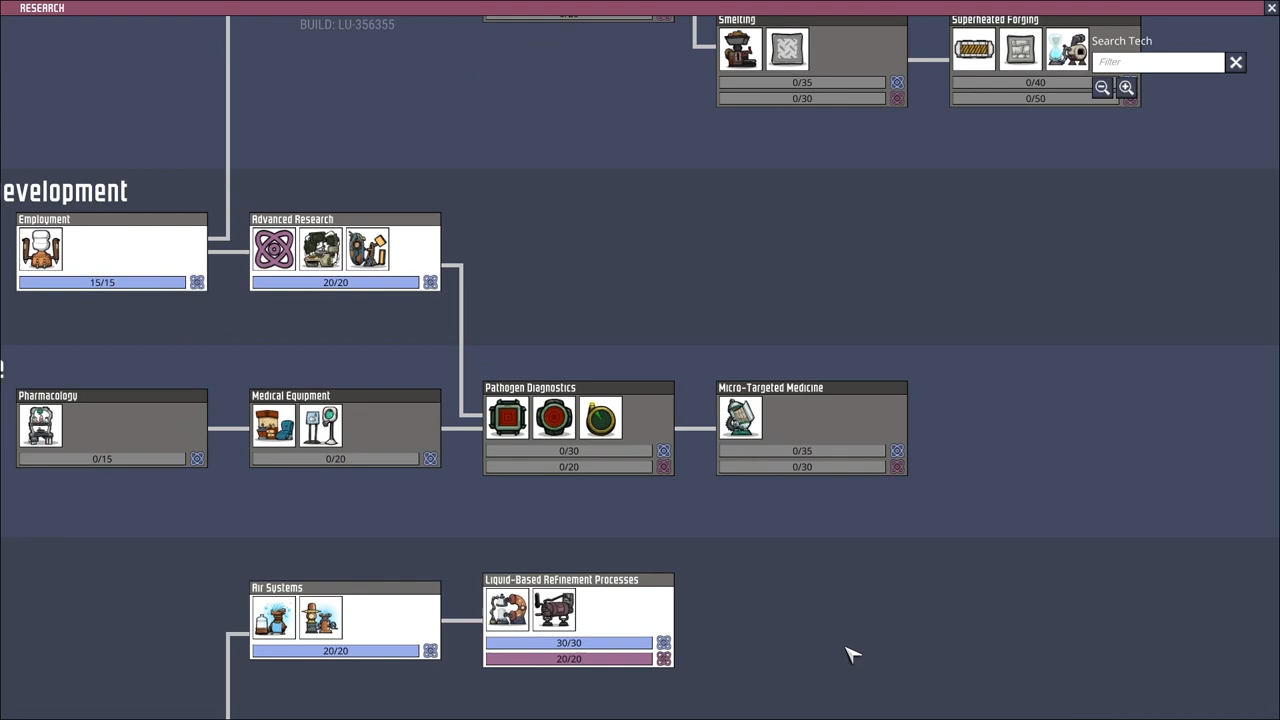 RESEARCH
BUILD: LU-356355
Smelting
0/35
0/30
Superheated Forging
0/40
0/50
Search Tech
Filter
evelopment
Employment
15/15
Advanced Research
20/20
Pharmacology
0/15
Medical Equipment
0/20
Pathogen Diagnostics
0/30
0/20
Micro-Targeted Medicine
0/35
0/30
Air Systems
20/20
Liquid-Based Refinement Processes
30/30
20/20